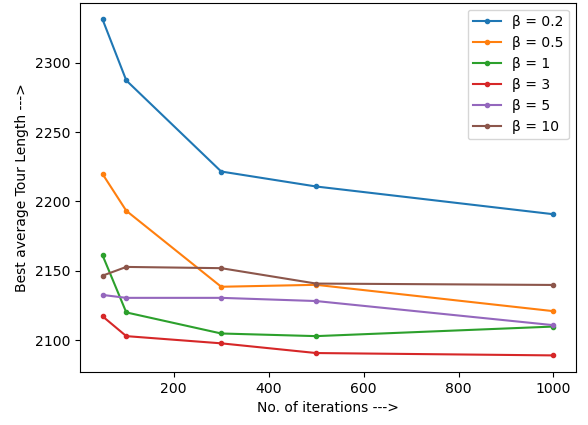 β = 0.2
β = 0.5
β = 1
β = 3
β = 5
β = 10
Best average Tour Length --->
2300
2250
2200
2150
2100
200
400
600
800
1000
No. of iterations --->